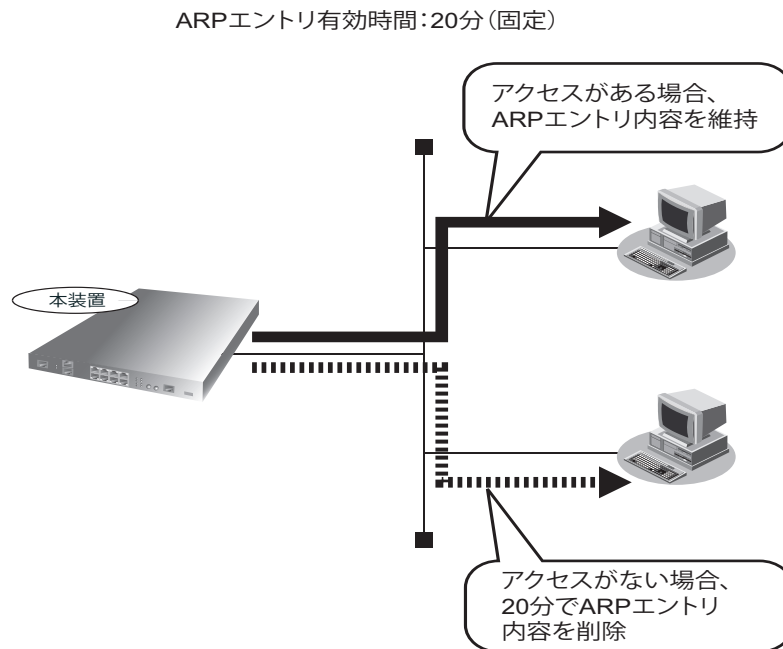 ARPエントリ有効時間：20分（固定）
アクセスがある場合、
ARPエントリ内容を維持
本装置
アクセスがない場合、
20分でARPエントリ
内容を削除